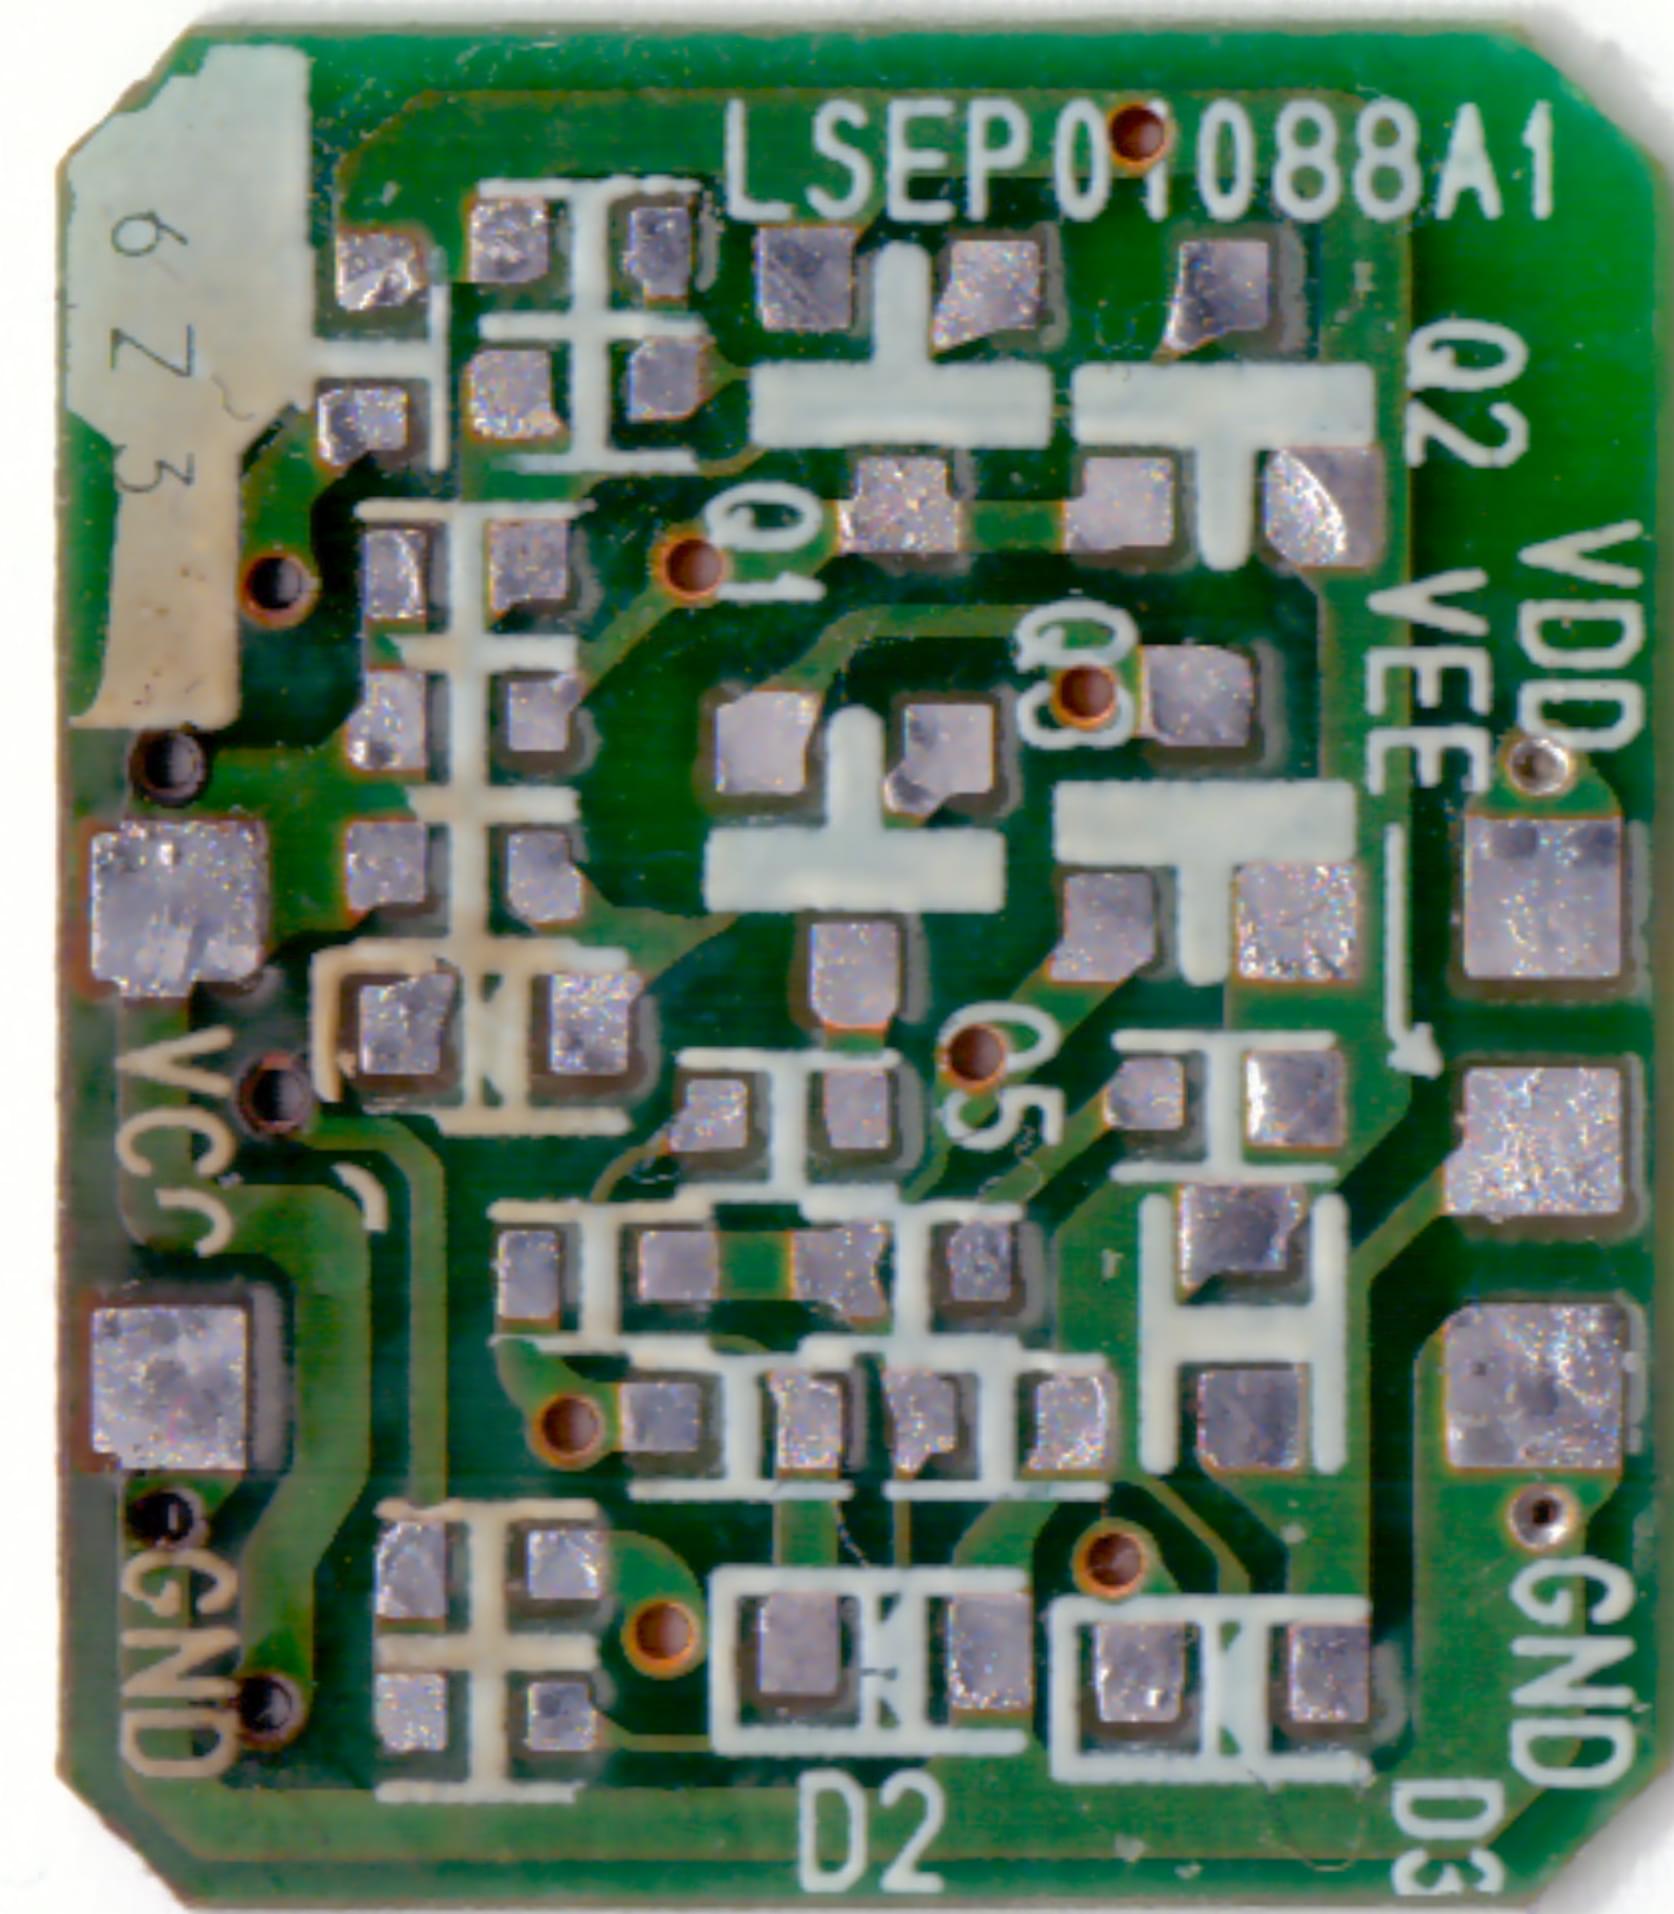 LSEP01088A1
6Z3
Q2
Q1
VDD
VEE
Q3
Q5
VCC
GND
GND
D2
D3